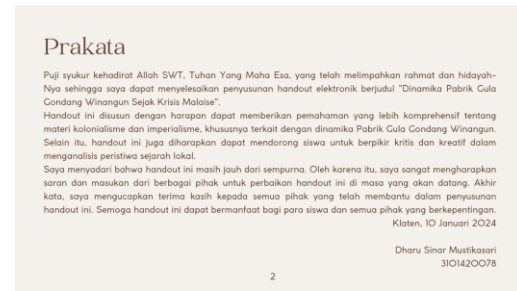 Prakata
Puji syukur kehadirat Allah SWT, Tuhan Yang Maha Esa, yang telah melimpahkan rahmat dan hidayah-
Nya sehingga saya dapat menyelesaikan penyusunan handout elektronik berjudul "Dinamika Pabrik Gula
Gondang Winangun Sejak Krisis Malaise".
Handout ini disusun dengan harapan dapat memberikan pemahaman yang lebih komprehensif tentang
materi kolonialisme dan imperialisme, khususnya terkait dengan dinamika Pabrik Gula Gondang Winangun.
Selain itu, handout ini juga diharapkan dapat mendorong siswa untuk berpikir kritis dan kreatif dalam
menganalisis peristiwa sejarah lokal.
Saya menyadari bahwa handout ini masih jauh dari sempurna. Oleh karena itu, saya sangat mengharapkan
saran dan masukan dari berbagai pihak untuk perbaikan handout ini di masa yang akan datang. Akhir
kata, saya mengucapkan terima kasih kepada semua pihak yang telah membantu dalam penyusunan
handout ini. Semoga handout ini dapat bermanfaat bagi para siswa dan semua pihak yang berkepentingan.
Klaten, 10 Januari 2024
Dharu Sinar Mustikasari
3101420078
2